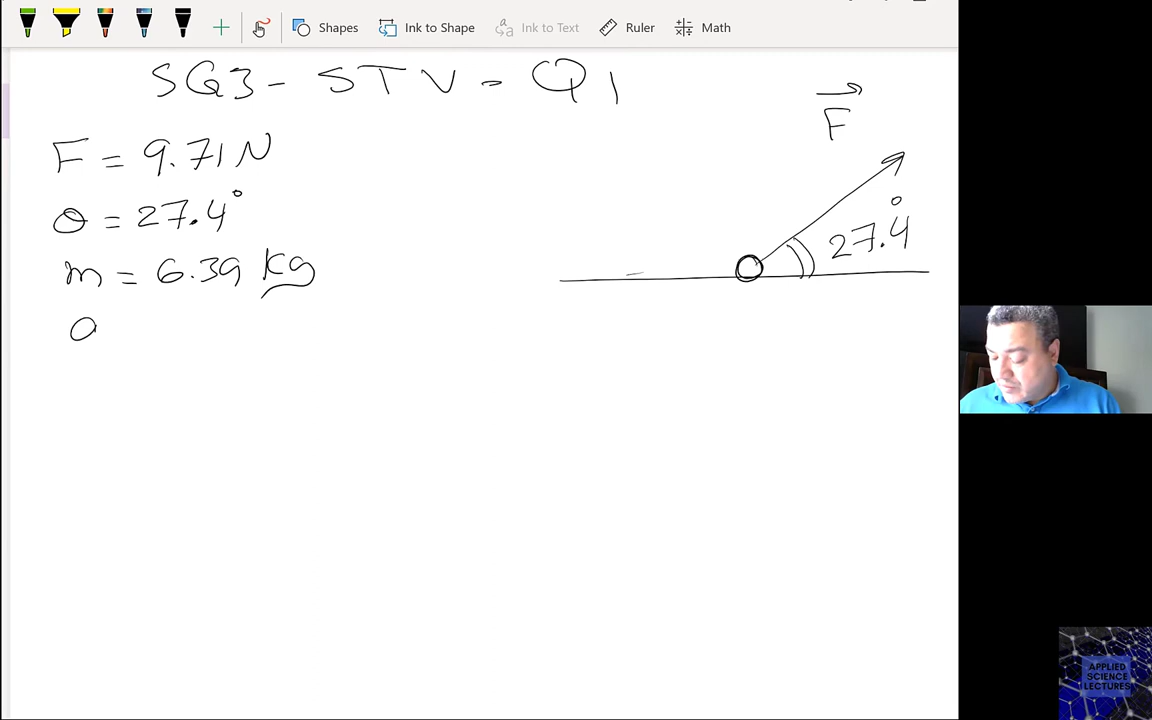 Shapes Ink to Shape Ink to Text Ruler Math
SG3 - STV - Q1
F
F = 9.71 N
θ = 27.4°
27.4°
m = 6.39 kg
a
APPLIED
SCIENCE
LECTURES